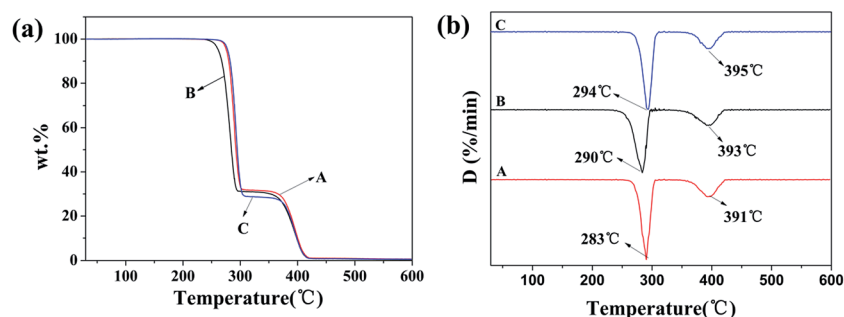 (a)
100
80
60
40
20
0
wt.%
B
A
C
100 200 300 400 500 600
Temperature(℃)
(b)
C
395℃
294℃
B
393℃
290℃
A
391℃
283℃
D (%/min)
100 200 300 400 500 600
Temperature(℃)